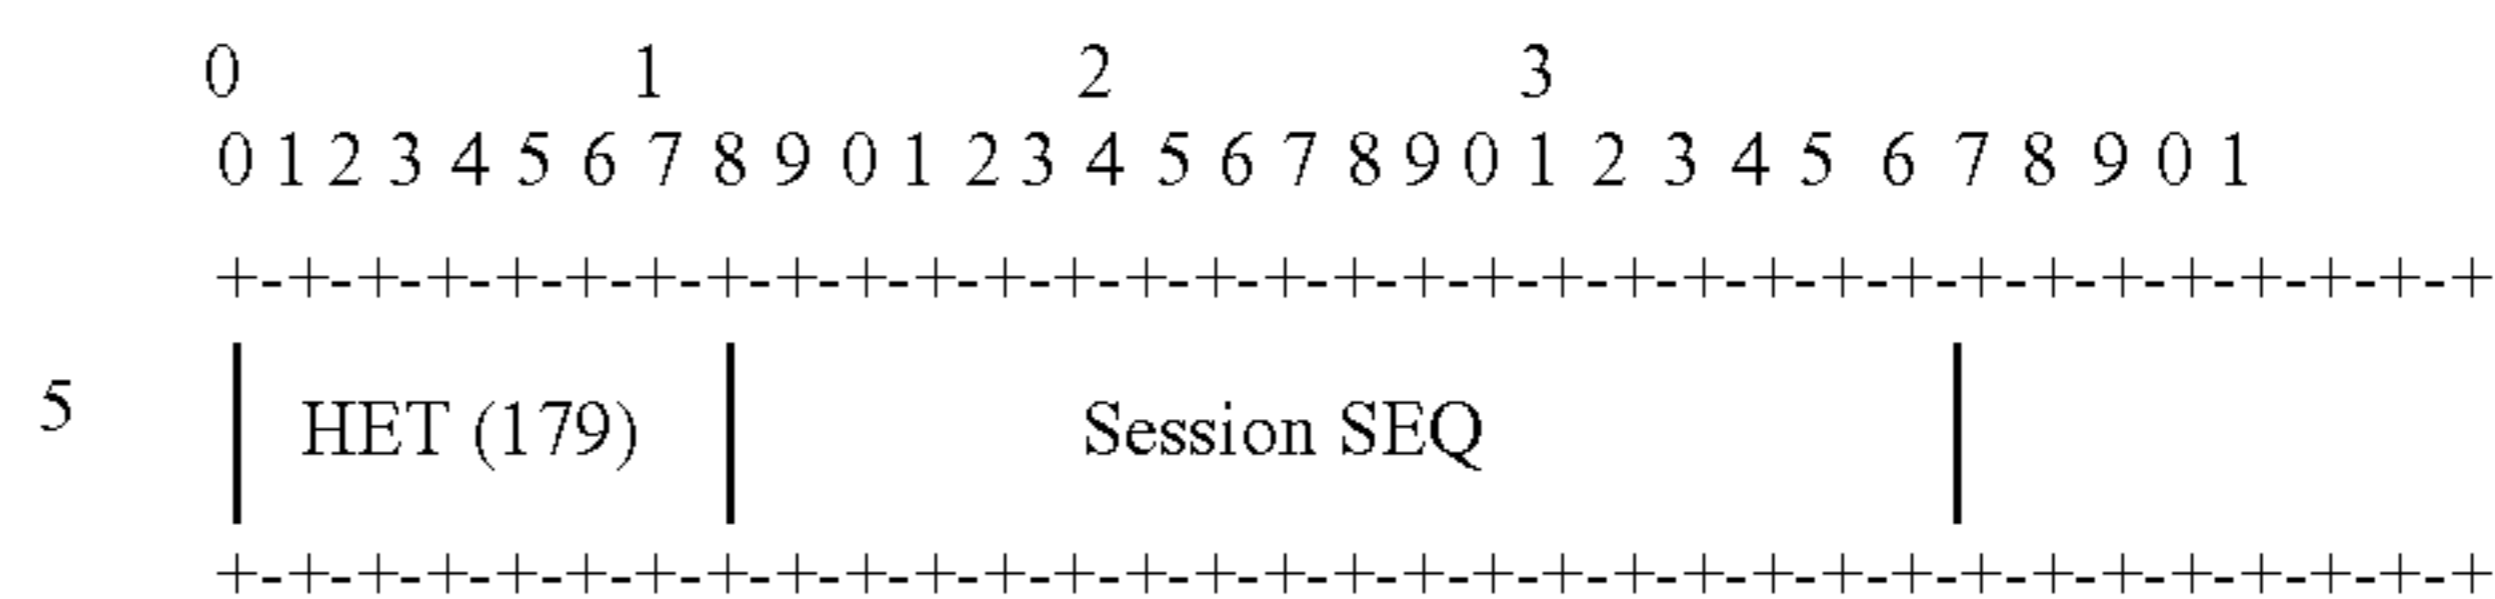 0 1 2 3
0 1 2 3 4 5 6 7 8 9 0 1 2 3 4 5 6 7 8 9 0 1 2 3 4 5 6 7 8 9 0 1
+-+-+-+-+-+-+-+-+-+-+-+-+-+-+-+-+-+-+-+-+-+-+-+-+-+-+-+-+-+-+-+-+
5 | HET (179) | Session SEQ |
+-+-+-+-+-+-+-+-+-+-+-+-+-+-+-+-+-+-+-+-+-+-+-+-+-+-+-+-+-+-+-+-+